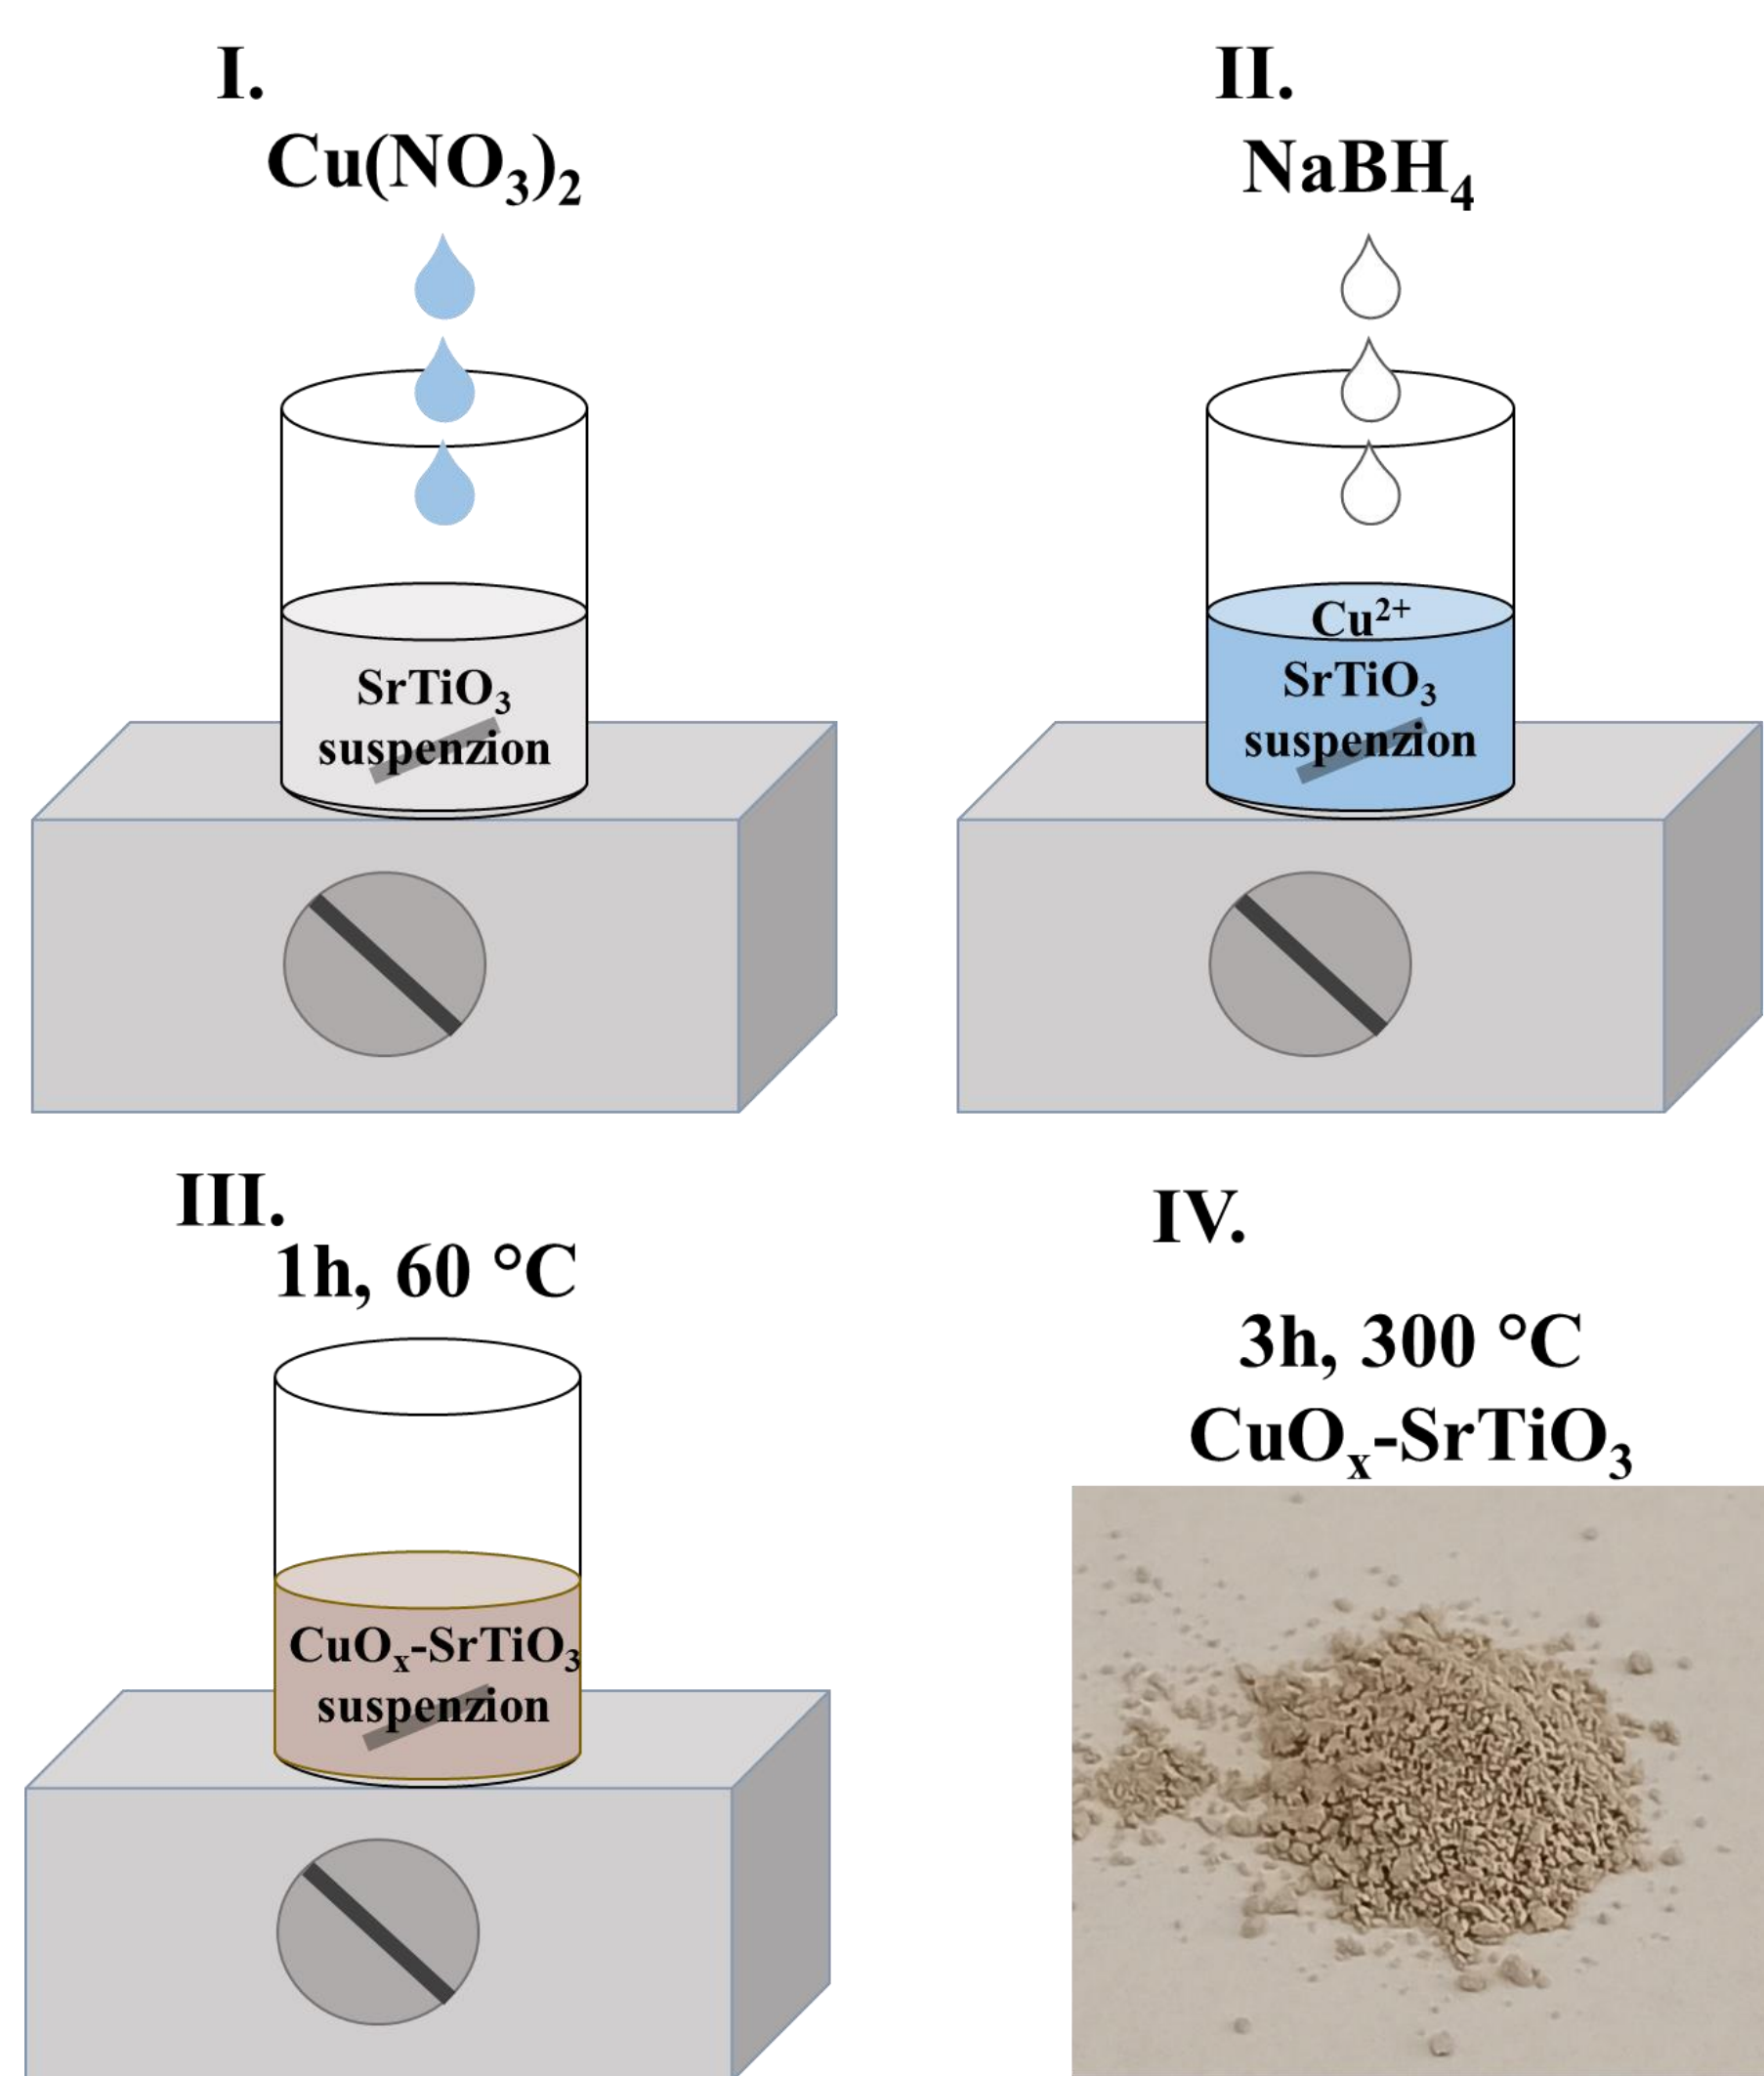 I.
Cu(NO₃)₂
SrTiO₃
suspenzion
II.
NaBH₄
Cu²⁺
SrTiO₃
suspenzion
III.
1h, 60 °C
CuOₓ-SrTiO₃
suspenzion
IV.
3h, 300 °C
CuOₓ-SrTiO₃